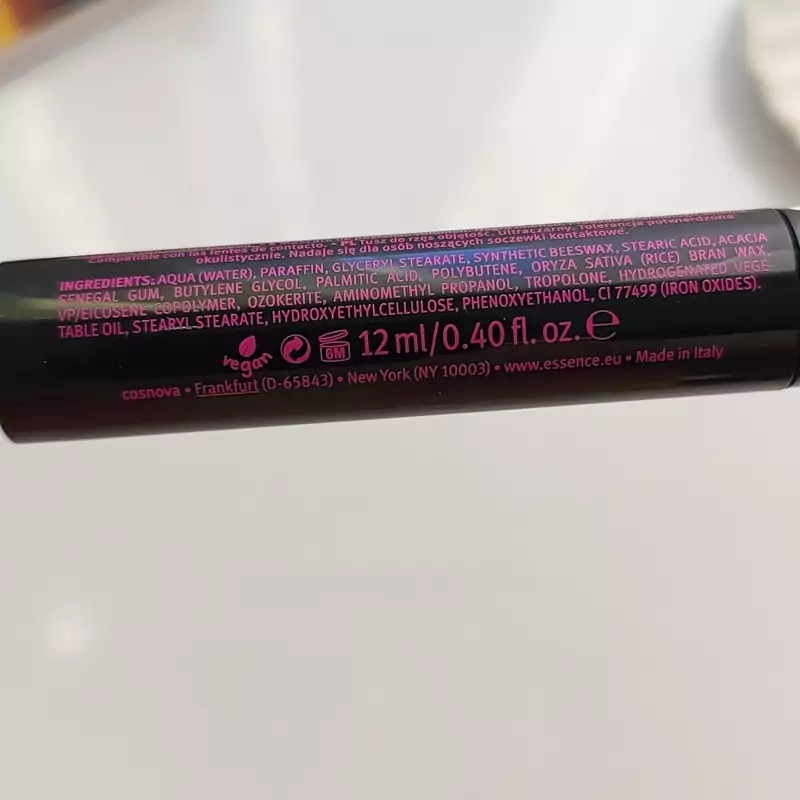 Compatible con las lentes de contacto. - PL Tusz do rzęs objętość. Ultraczarny. Tolerancja potwierdzona
okulistycznie. Nadaje się dla osób noszących soczewki kontaktowe.
INGREDIENTS: AQUA (WATER), PARAFFIN, GLYCERYL STEARATE, SYNTHETIC BEESWAX, STEARIC ACID, ACACIA
SENEGAL GUM, BUTYLENE GLYCOL, PALMITIC ACID, POLYBUTENE, ORYZA SATIVA (RICE) BRAN WAX,
VP/EICOSENE COPOLYMER, OZOKERITE, AMINOMETHYL PROPANOL, TROPOLONE, HYDROGENATED VEGE
TABLE OIL, STEARYL STEARATE, HYDROXYETHYLCELLULOSE, PHENOXYETHANOL, CI 77499 (IRON OXIDES).
vegan 6M 12 ml/0.40 fl. oz. e
cosnova • Frankfurt (D-65843) • New York (NY 10003) • www.essence.eu • Made in Italy